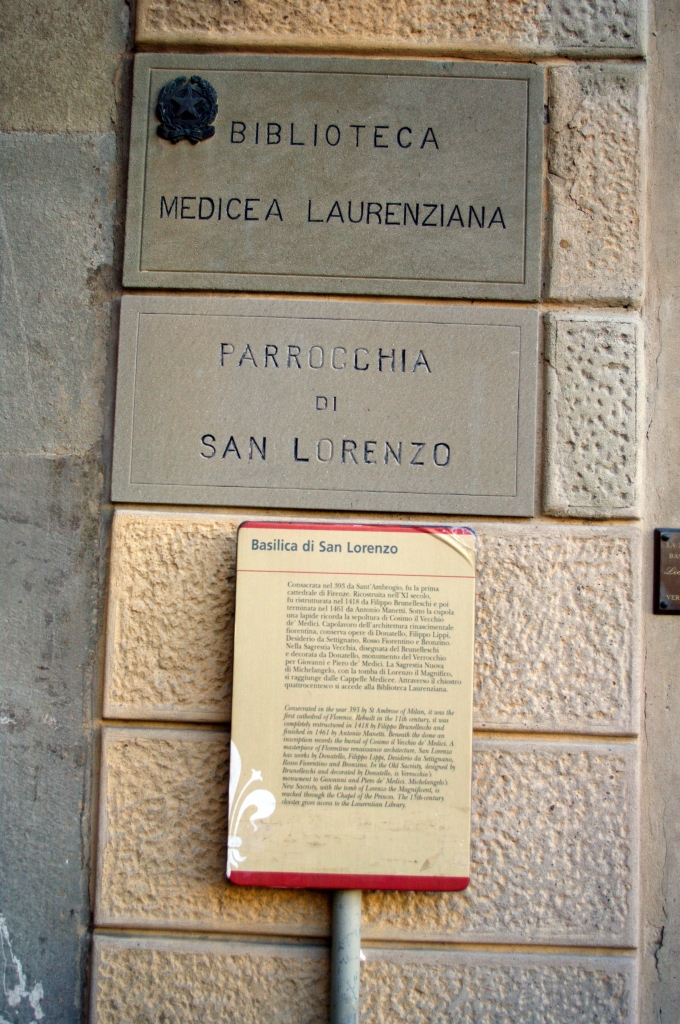 BIBLIOTECA
MEDICEA LAURENZIANA
PARROCCHIA
DI
SAN LORENZO
Basilica di San Lorenzo
Consacrata nel 393 da Sant'Ambrogio, fu la prima
cattedrale di Firenze. Ricostruita nell'XI secolo,
fu ristrutturata nel 1418 da Filippo Brunelleschi e poi
terminata nel 1461 da Antonio Manetti. Sotto la cupola
una lapide ricorda la sepoltura di Cosimo il Vecchio
de' Medici. Capolavoro dell'architettura rinascimentale
fiorentina, conserva opere di Donatello, Filippo Lippi,
Desiderio da Settignano, Rosso Fiorentino e Bronzino.
Nella Sagrestia Vecchia, disegnata del Brunelleschi
e decorata da Donatello, monumento del Verrocchio
per Giovanni e Piero de' Medici. La Sagrestia Nuova
di Michelangelo, con la tomba di Lorenzo il Magnifico,
si raggiunge dalle Cappelle Medicee. Attraverso il chiostro
quattrocentesco si accede alla Biblioteca Laurenziana.
Consecrated in the year 393 by St Ambrose of Milan, it was the
first cathedral of Florence. Rebuilt in the 11th century, it was
completely restructured in 1418 by Filippo Brunelleschi and
finished in 1461 by Antonio Manetti. Beneath the dome an
inscription records the burial of Cosimo il Vecchio de' Medici. A
masterpiece of Florentine renaissance architecture, San Lorenzo
has works by Donatello, Filippo Lippi, Desiderio da Settignano,
Rosso Fiorentino and Bronzino. In the Old Sacristy, designed by
Brunelleschi and decorated by Donatello, is Verrocchio's
monument to Giovanni and Piero de' Medici. Michelangelo's
New Sacristy, with the tomb of Lorenzo the Magnificent, is
reached through the Chapel of the Princes. The 15th-century
cloister gives access to the Laurentian Library.